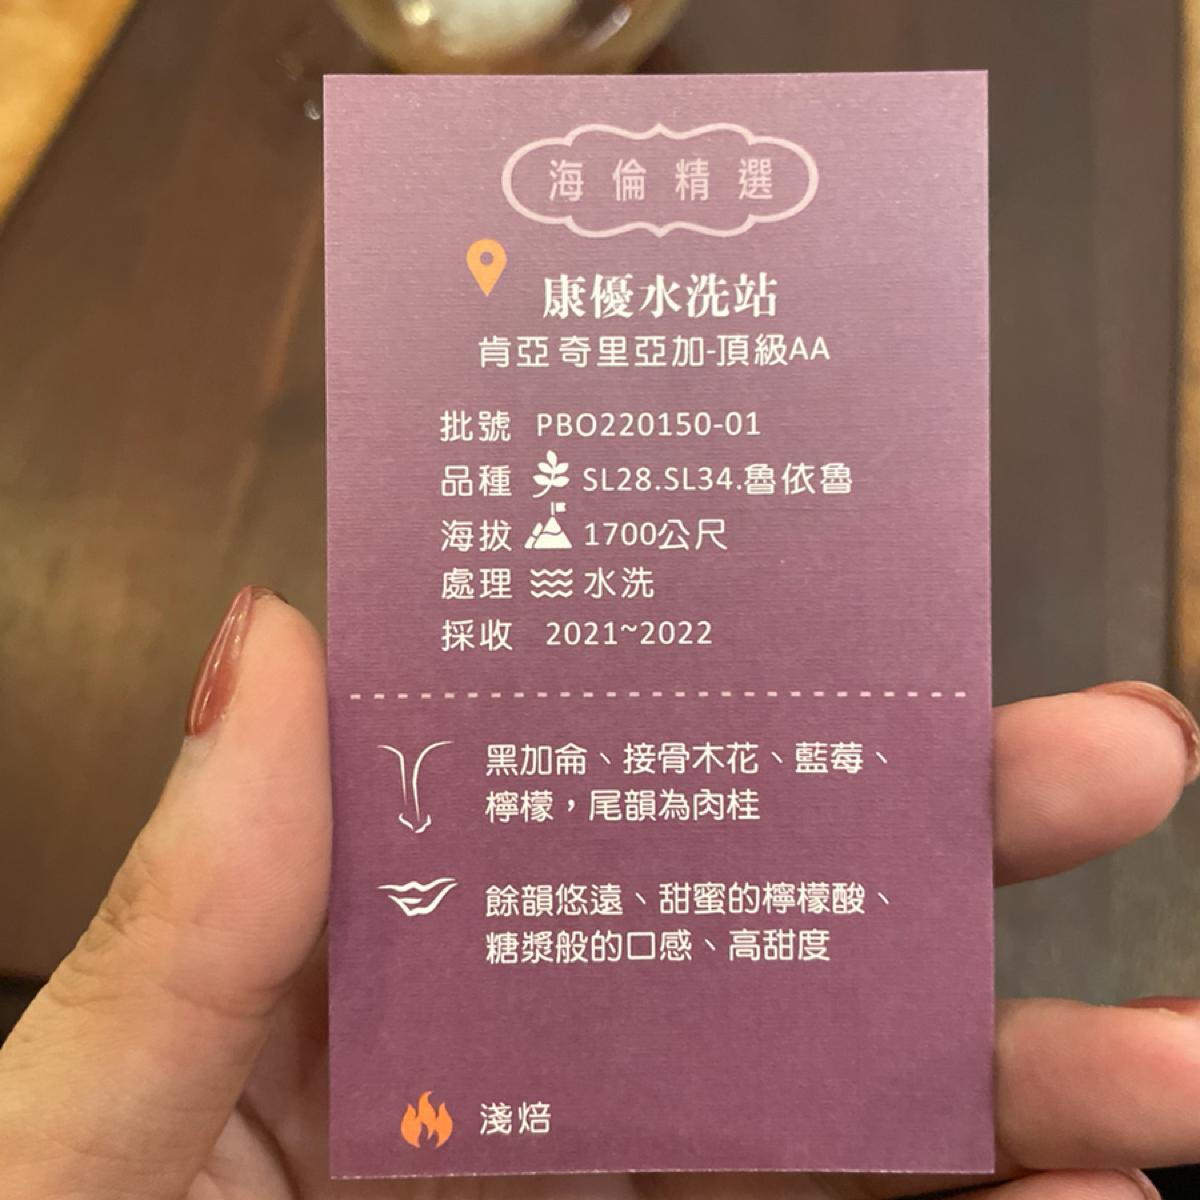 海倫精選
康優水洗站
肯亞 奇里亞加-頂級AA
批號 PBO220150-01
品種 SL28.SL34.魯依魯
海拔 1700公尺
處理 水洗
採收 2021~2022
黑加侖、接骨木花、藍莓、
檸檬，尾韻為肉桂
餘韻悠遠、甜蜜的檸檬酸、
糖漿般的口感、高甜度
淺焙